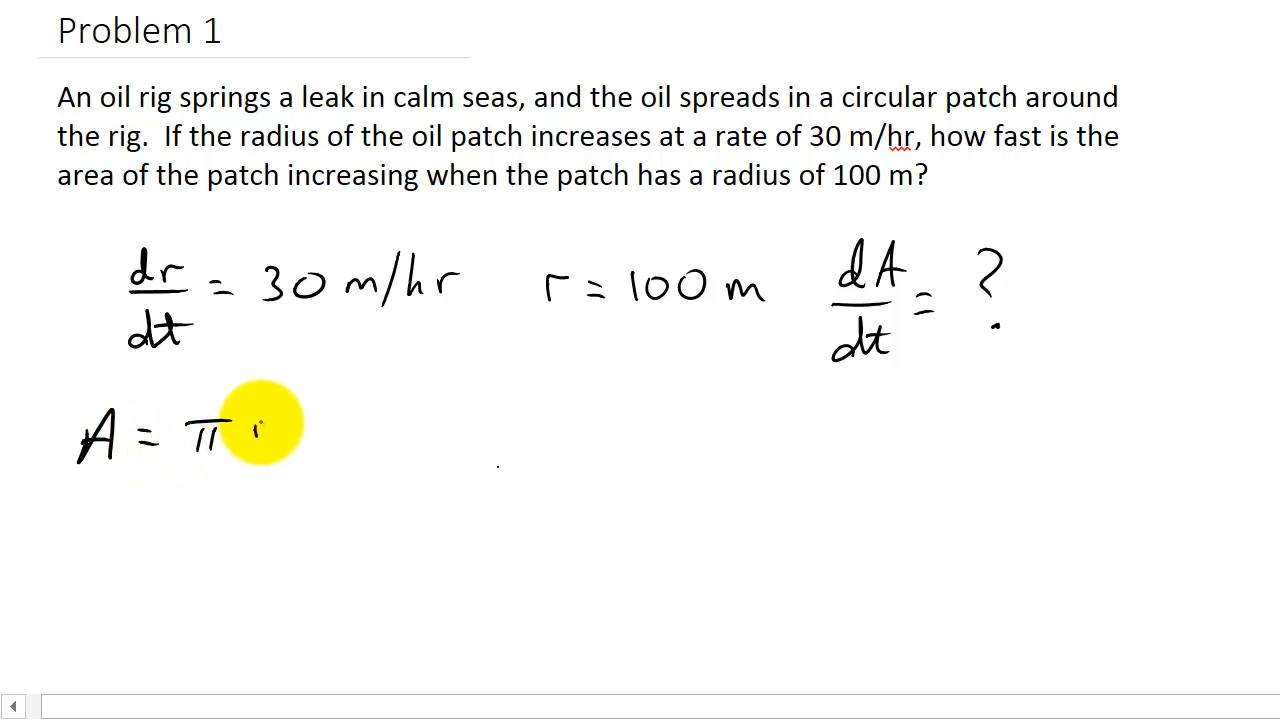 Problem 1
An oil rig springs a leak in calm seas, and the oil spreads in a circular patch around
the rig.  If the radius of the oil patch increases at a rate of 30 m/hr, how fast is the
area of the patch increasing when the patch has a radius of 100 m?
dr/dt = 30 m/hr r = 100 m dA/dt = ?
A = π